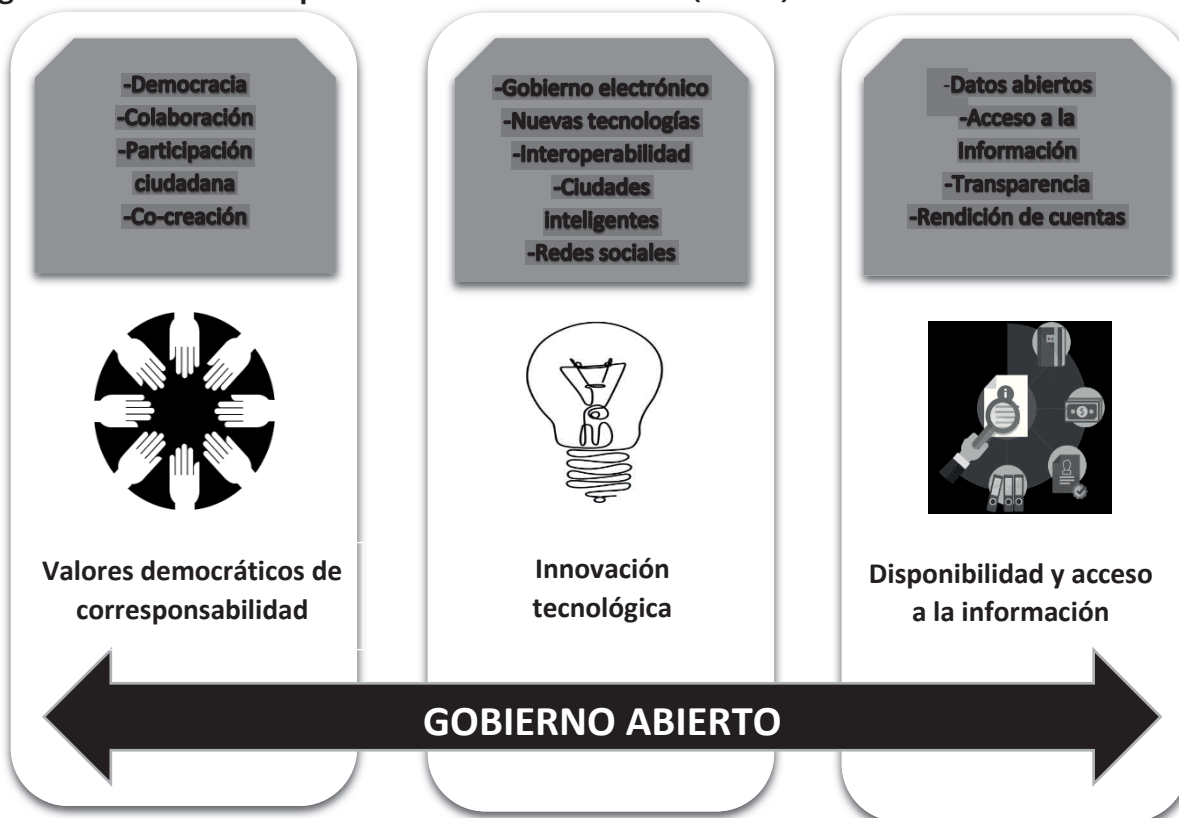 -Democracia
-Colaboración
-Participación
ciudadana
-Co-creación
Valores democráticos de
corresponsabilidad
-Gobierno electrónico
-Nuevas tecnologías
-Interoperabilidad
-Ciudades
inteligentes
-Redes sociales
Innovación
tecnológica
-Datos abiertos
-Acceso a la
Información
-Transparencia
-Rendición de cuentas
Disponibilidad y acceso
a la información
GOBIERNO ABIERTO